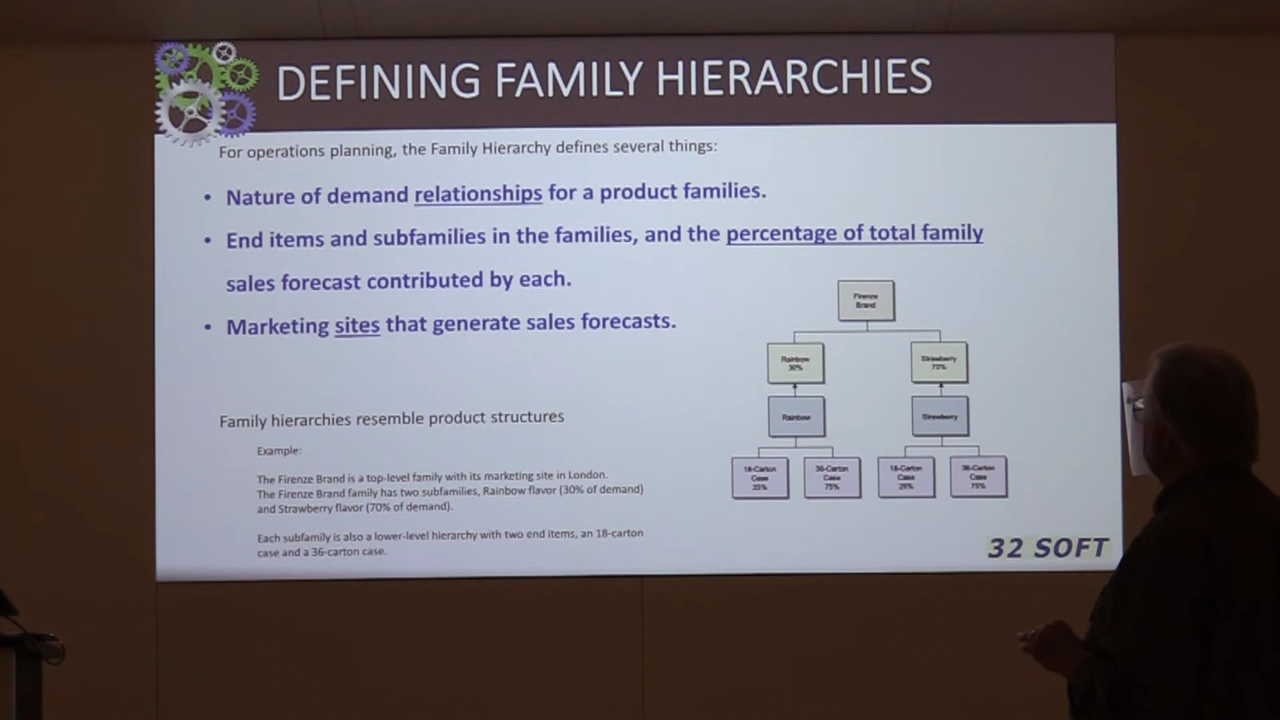 DEFINING FAMILY HIERARCHIES
For operations planning, the Family Hierarchy defines several things:
• Nature of demand relationships for a product families.
• End items and subfamilies in the families, and the percentage of total family
sales forecast contributed by each.
• Marketing sites that generate sales forecasts.
Firenze
Brand
Rainbow
30%
Strawberry
70%
Rainbow
Strawberry
18-Carton
Case
25%
36-Carton
Case
75%
18-Carton
Case
25%
36-Carton
Case
75%
Family hierarchies resemble product structures
Example:
The Firenze Brand is a top-level family with its marketing site in London.
The Firenze Brand family has two subfamilies, Rainbow flavor (30% of demand)
and Strawberry flavor (70% of demand).
Each subfamily is also a lower-level hierarchy with two end items, an 18-carton
case and a 36-carton case.
32 SOFT